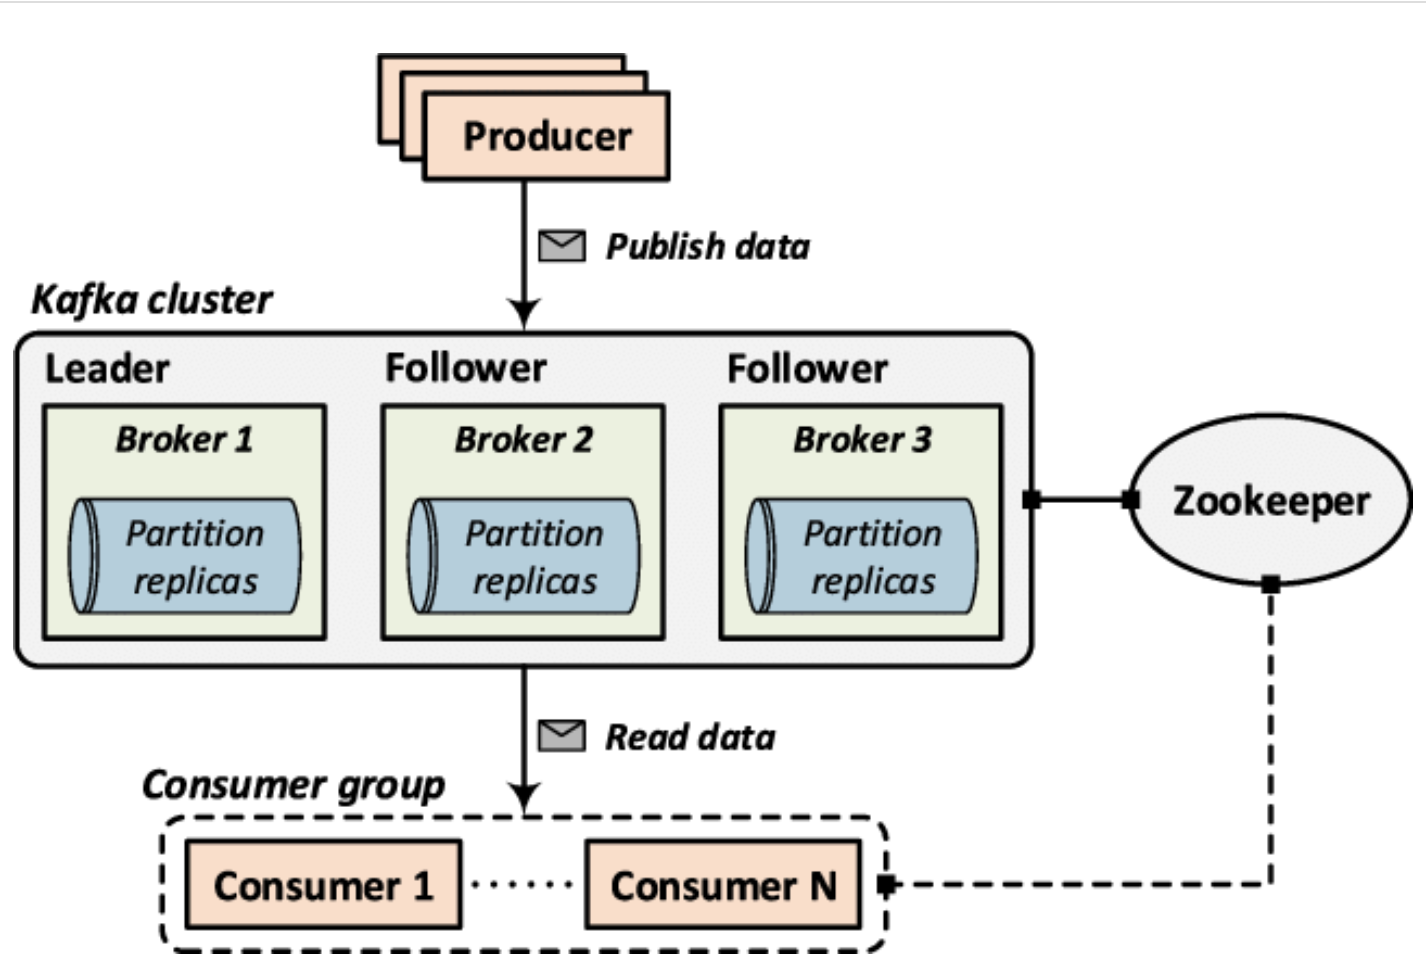 Producer
Publish data
Kafka cluster
Leader
Follower
Follower
Broker 1
Broker 2
Broker 3
Partition
replicas
Partition
replicas
Partition
replicas
Zookeeper
Read data
Consumer group
Consumer 1
Consumer N